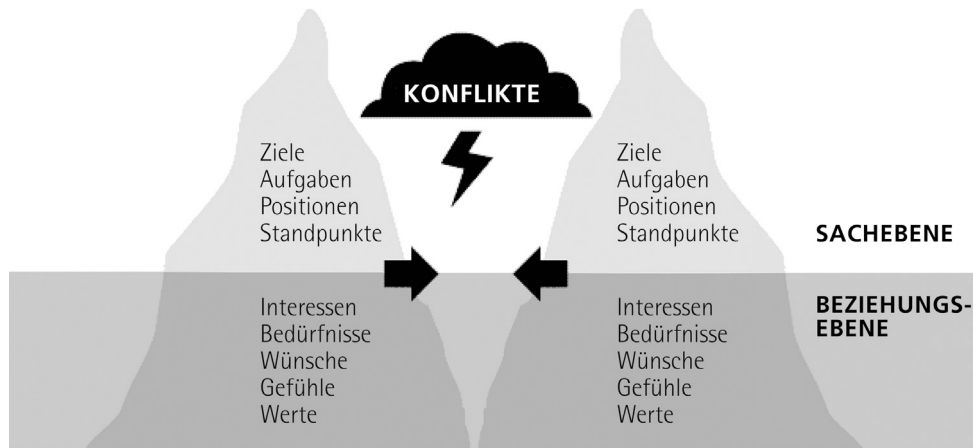 KONFLIKTE
Ziele
Aufgaben
Positionen
Standpunkte
Ziele
Aufgaben
Positionen
Standpunkte
SACHEBENE
Interessen
Bedürfnisse
Wünsche
Gefühle
Werte
Interessen
Bedürfnisse
Wünsche
Gefühle
Werte
BEZIEHUNGS-
EBENE